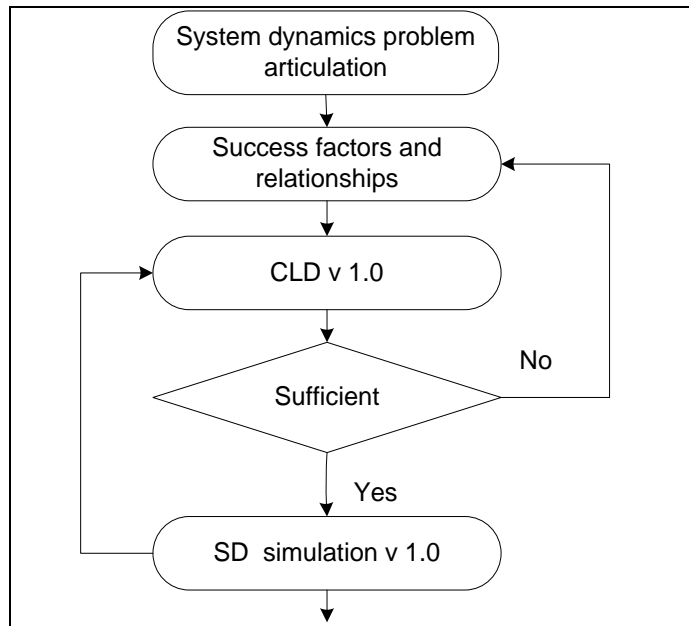 System dynamics problem
articulation
Success factors and
relationships
CLD v 1.0
No
Sufficient
Yes
SD simulation v 1.0